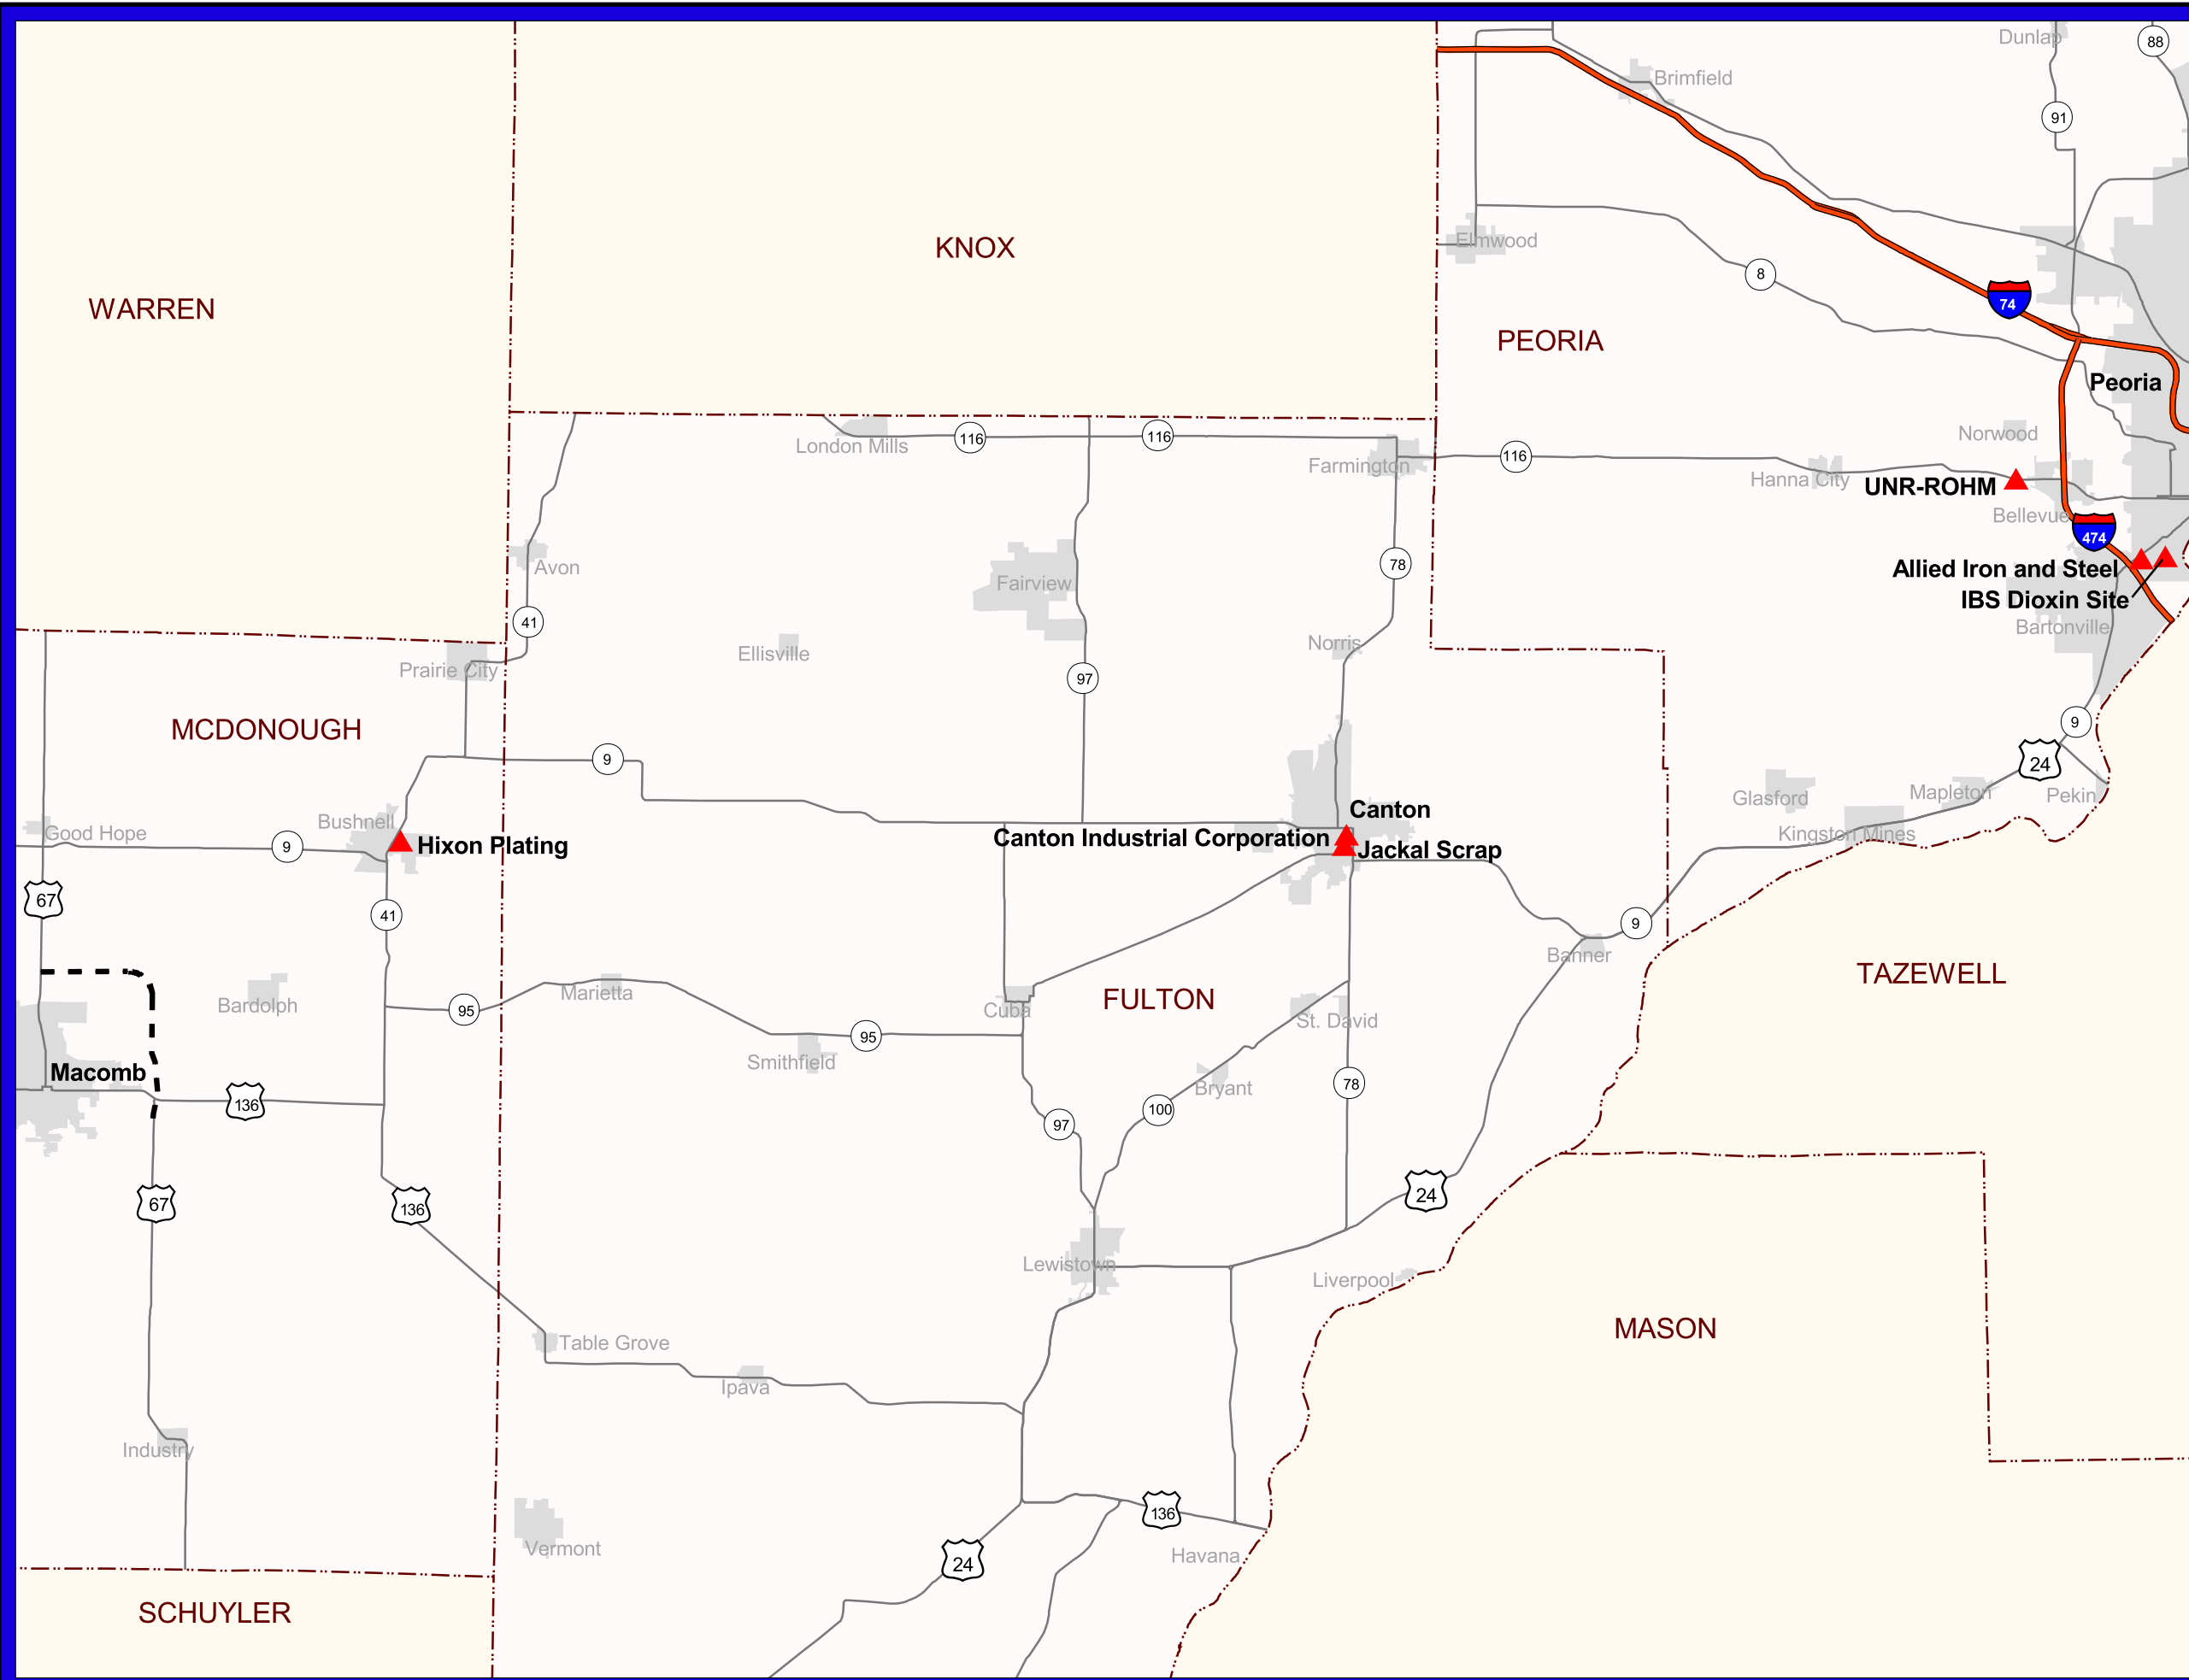 Dunlap
88
Brimfield
91
KNOX
Elmwood
8
WARREN
74
PEORIA
Peoria
London Mills
116
116
Farmington
116
Norwood
Hanna City
UNR-ROHM
Bellevue
474
Avon
Fairview
78
Allied Iron and Steel
IBS Dioxin Site
41
Bartonville
Ellisville
Norris
Prairie City
97
MCDONOUGH
9
9
24
Glasford
Mapleton
Pekin
Canton
Bushnell
Good Hope
9
Hixon Plating
Canton Industrial Corporation
Jackal Scrap
Kingston Mines
67
41
9
Banner
TAZEWELL
Bardolph
95
Marietta
Cuba
FULTON
St. David
95
Smithfield
Macomb
136
Bryant
78
100
97
67
136
24
Lewistown
Liverpool
MASON
Table Grove
Ipava
Industry
136
Vermont
24
Havana
SCHUYLER